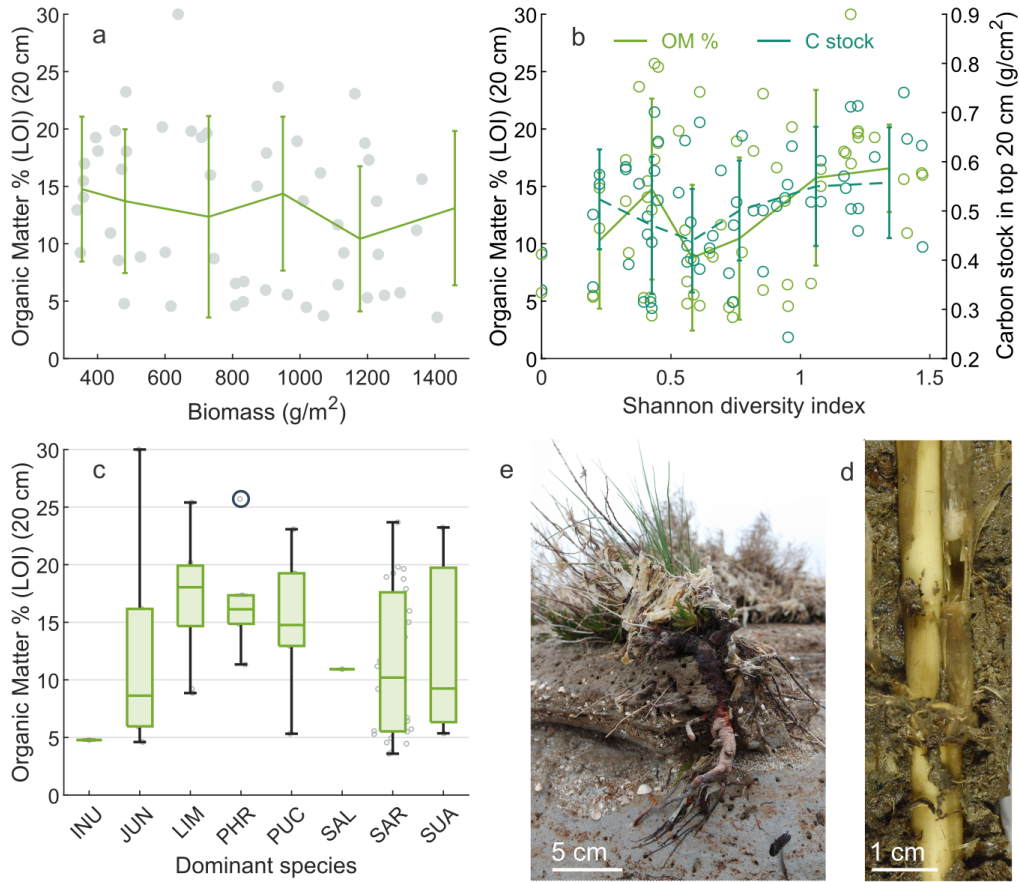 a
Organic Matter % (LOI) (20 cm)
30
25
20
15
10
5
0
400 600 800 1000 1200 1400
Biomass (g/m²)
b
OM % C stock
Organic Matter % (LOI) (20 cm)
30
25
20
15
10
5
0
0 0.5 1 1.5
Shannon diversity index
0.9
0.8
0.7
0.6
0.5
0.4
0.3
0.2
Carbon stock in top 20 cm (g/cm²)
c
Organic Matter % (LOI) (20 cm)
30
25
20
15
10
5
0
INU JUN LIM PHR PUC SAL SAR SUA
Dominant species
e
5 cm
d
1 cm